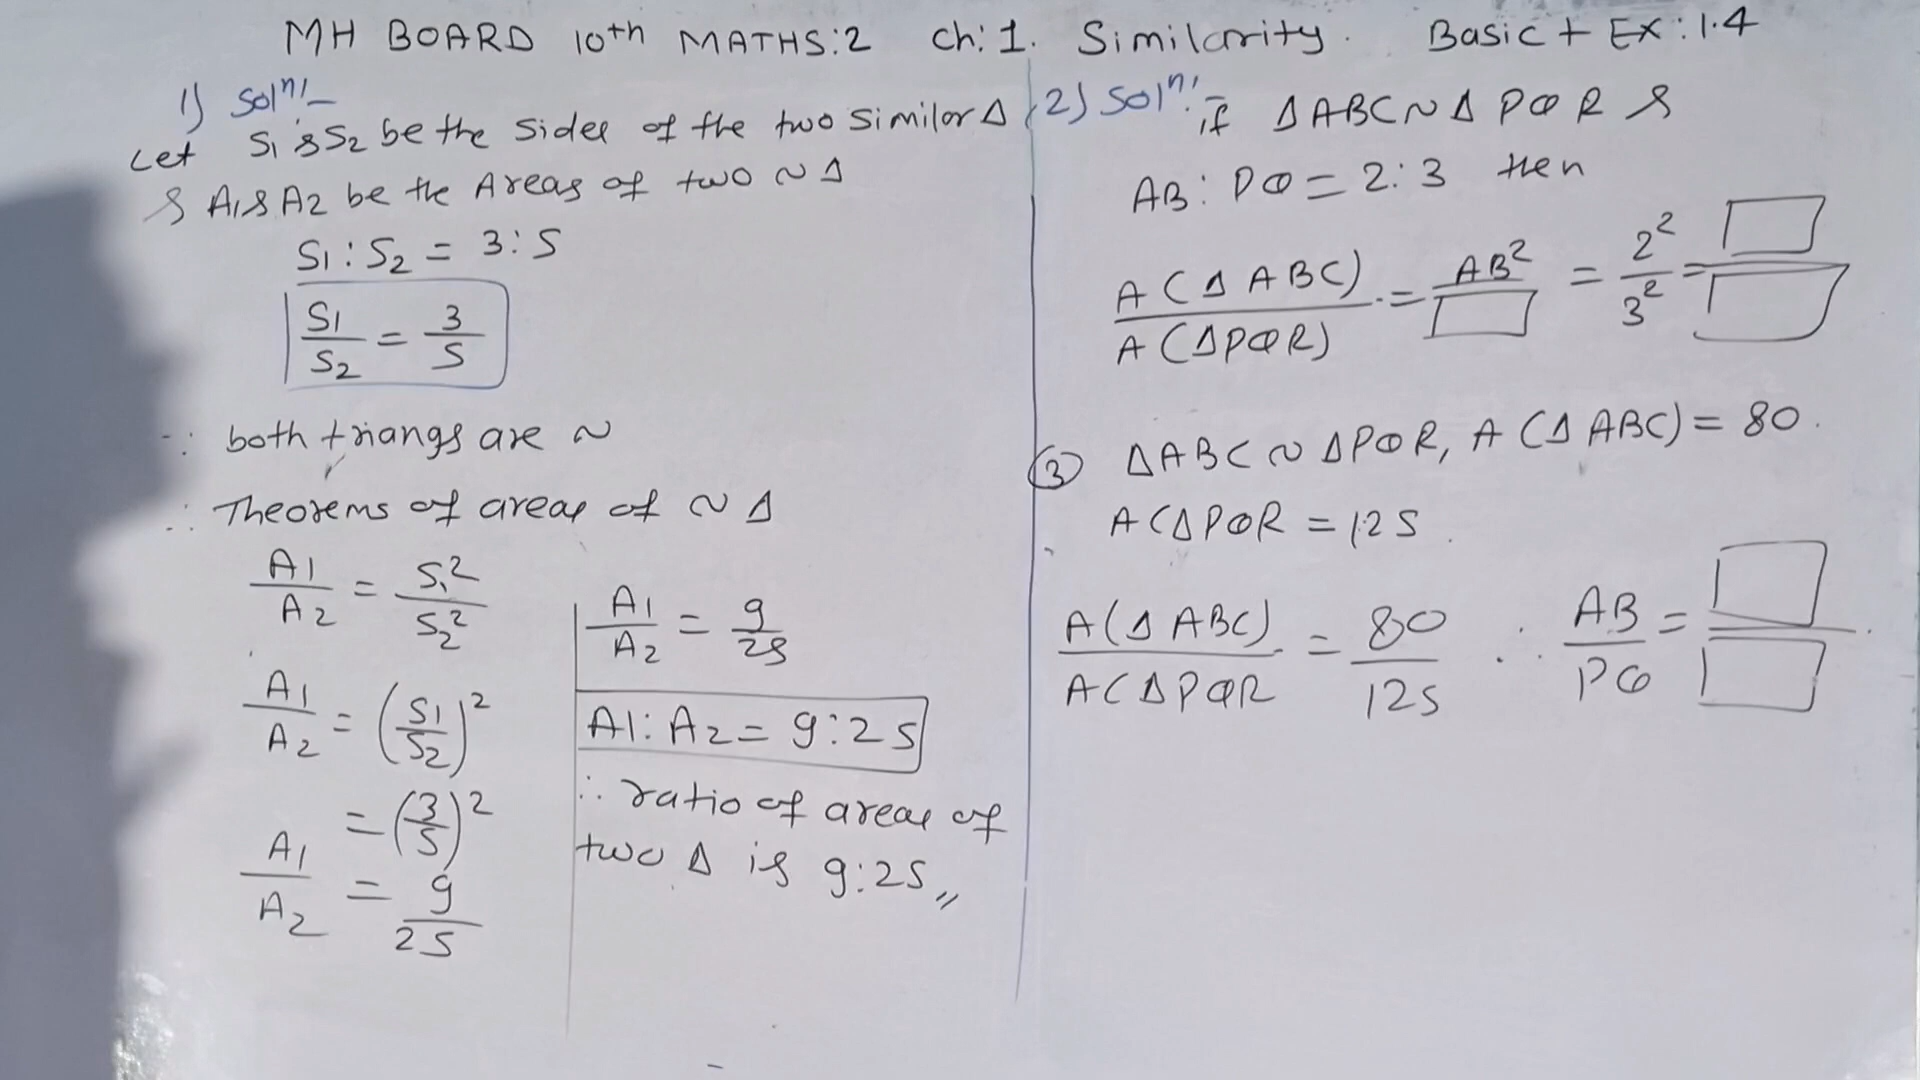 MH BOARD 10th MATHS:2 Ch:1. Similarity. Basic + Ex:1.4
1) Solⁿ:-
Let S1 & S2 be the sides of the two similar Δ
& A1 & A2 be the Areas of two ~ Δ
S1 : S2 = 3:5
S1/S2 = 3/5
∵ both triangs are ~
∴ Theorems of areas of ~ Δ
A1/A2 = S1²/S2²
A1/A2 = (S1/S2)²
= (3/5)²
A1/A2 = 9/25
A1/A2 = 9/25
A1: A2 = 9:25
∴ ratio of areas of
two Δ is 9:25,,
2) Solⁿ:- if ΔABC ~ Δ PQR &
AB : PQ = 2:3 then
A(ΔABC)/A(ΔPQR) = AB²/□ = 2²/3² = □/□
③ ΔABC ~ ΔPQR, A(ΔABC) = 80.
A(ΔPQR = 125.
A(ΔABC)/A(ΔPQR = 80/125 ∴ AB/PQ = □/□.